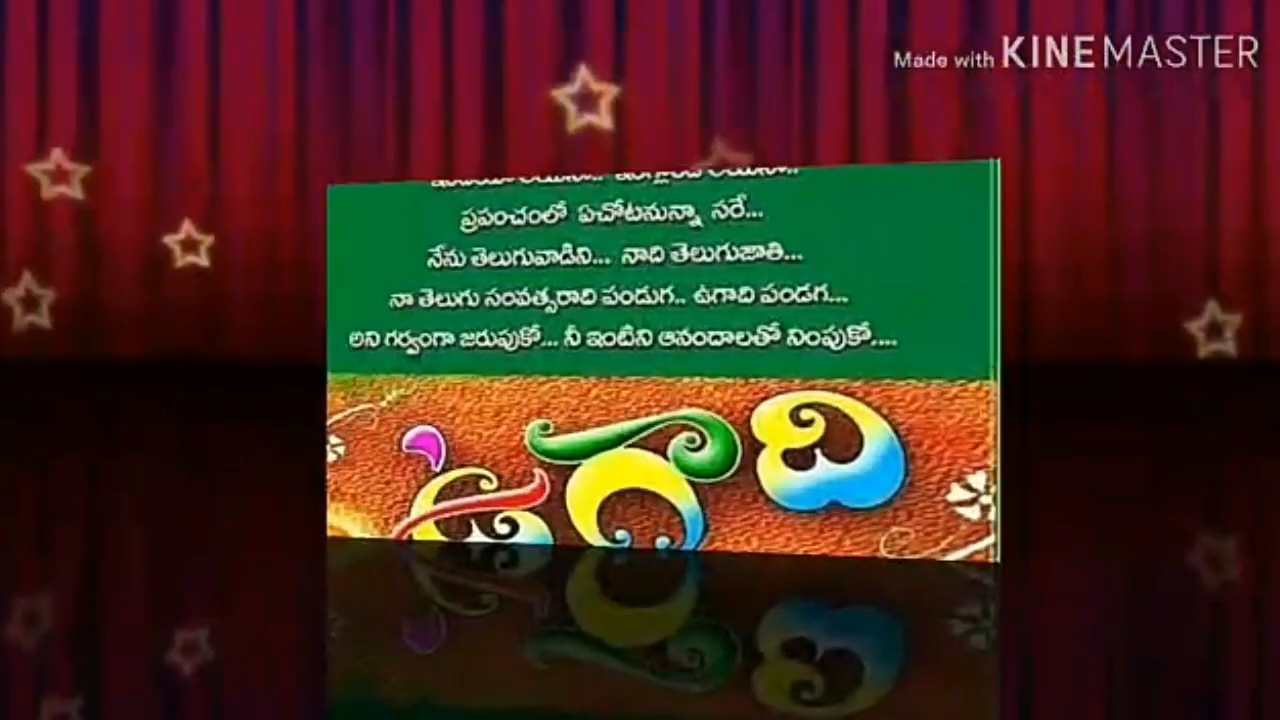 Made with KINEMASTER
ప్రపంచంలో ఏచోటనున్నా సరే...
నేను తెలుగువాడిని... నాది తెలుగుజాతి...
నా తెలుగు సంవత్సరాది పండుగ.. ఉగాది పండగ...
అని గర్వంగా జరుపుకో... నీ ఇంటిని ఆనందాలతో నింపుకో....
ఉగాది